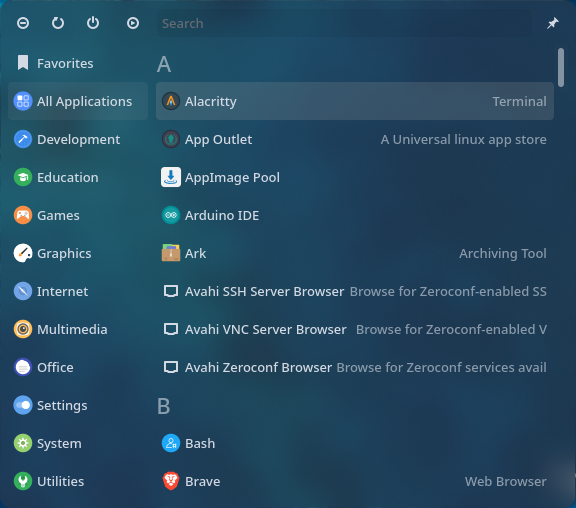 Search
Favorites
All Applications
Development
Education
Games
Graphics
Internet
Multimedia
Office
Settings
System
Utilities
A
Alacritty Terminal
App Outlet A Universal linux app store
AppImage Pool
Arduino IDE
Ark Archiving Tool
Avahi SSH Server Browser Browse for Zeroconf-enabled SS
Avahi VNC Server Browser Browse for Zeroconf-enabled V
Avahi Zeroconf Browser Browse for Zeroconf services avail
B
Bash
Brave Web Browser